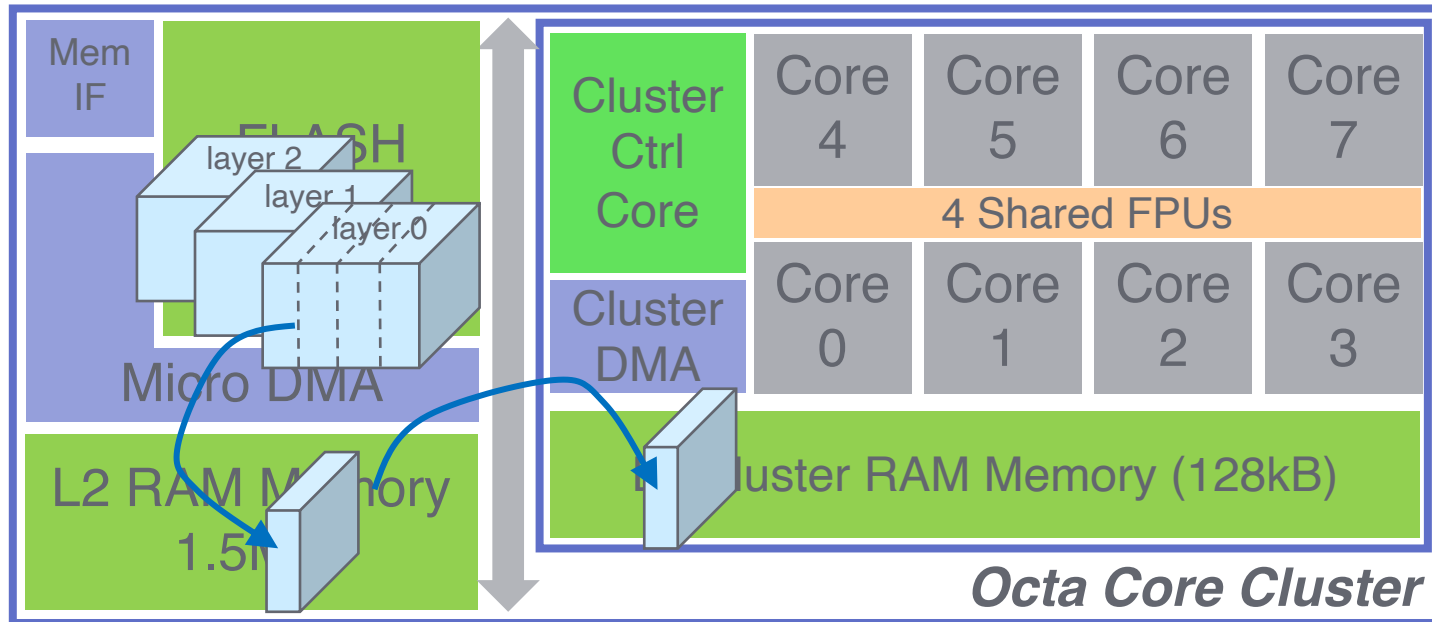 Mem
IF
layer 2
layer 1
layer 0
Micro DMA
L2 RAM
1.5
Cluster
Ctrl
Core
Cluster
DMA
Core
4
Core
5
Core
6
Core
7
4 Shared FPUs
Core
0
Core
1
Core
2
Core
3
RAM Memory (128kB)
Octa Core Cluster